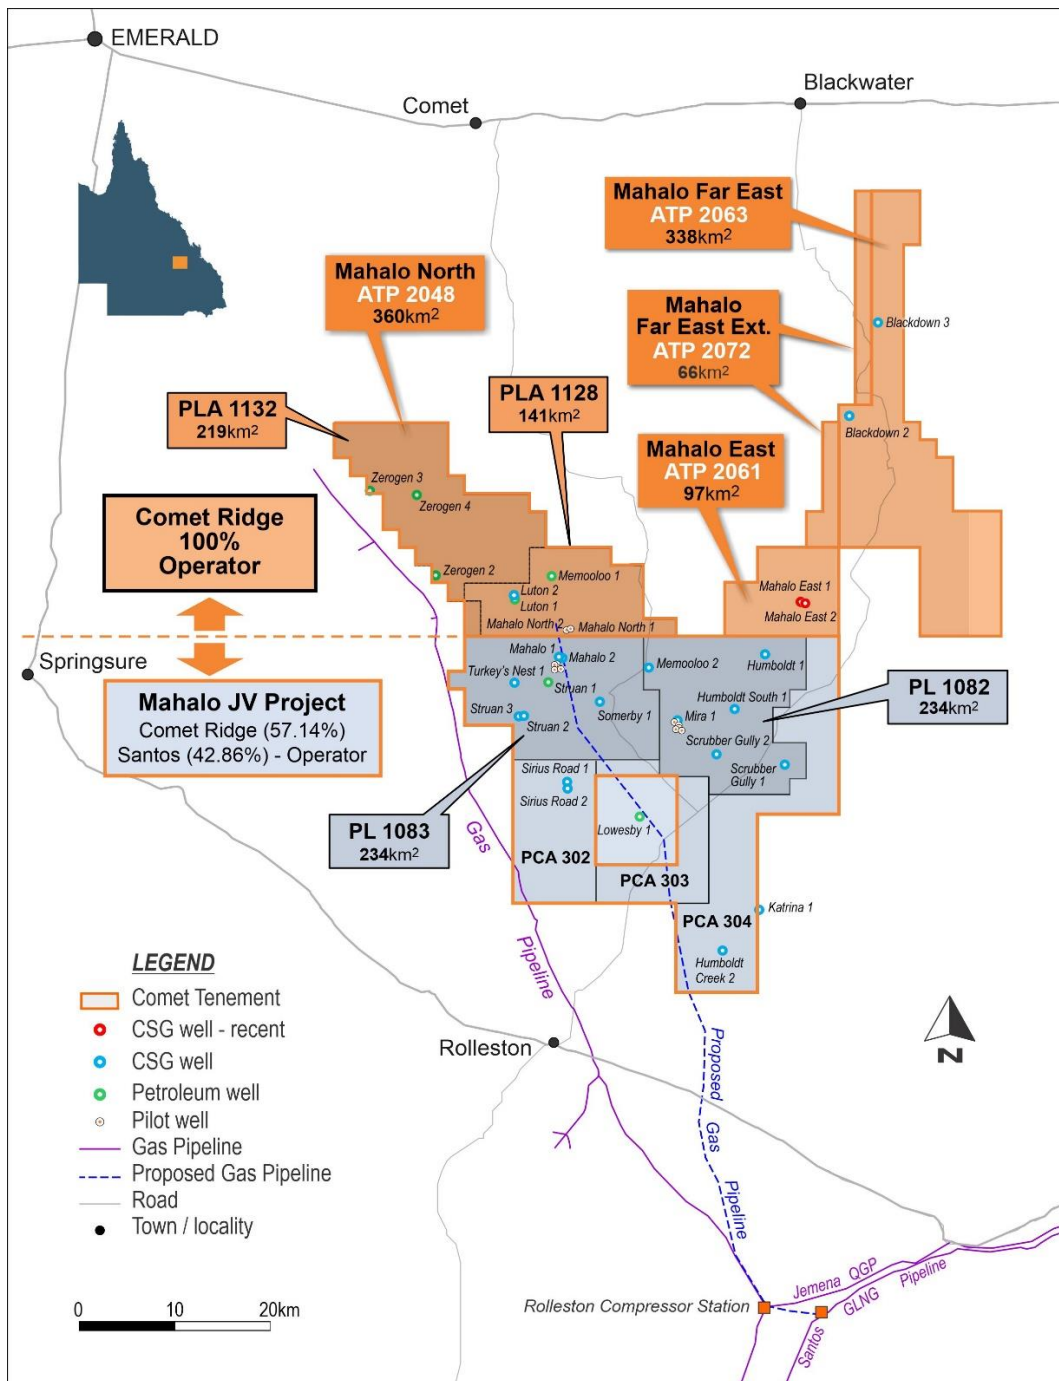 EMERALD
Comet
Blackwater
Mahalo Far East
ATP 2063
338km²
Mahalo North
ATP 2048
360km²
Mahalo
Far East Ext.
ATP 2072
66km²
Blackdown 3
PLA 1132
219km²
PLA 1128
141km²
Blackdown 2
Mahalo East
ATP 2061
97km²
Zerogen 3
Zerogen 4
Comet Ridge
100%
Operator
Zerogen 2
Memooloo 1
Luton 2
Luton 1
Mahalo East 1
Mahalo East 2
Mahalo North 2
Mahalo North 1
Springsure
Mahalo 1
Mahalo 2
Memooloo 2
Humboldt 1
Turkey's Nest 1
Struan 1
Mahalo JV Project
Comet Ridge (57.14%)
Santos (42.86%) - Operator
PL 1082
234km²
Humboldt South 1
Struan 3
Struan 2
Somerby 1
Mira 1
Scrubber Gully 2
Scrubber
Gully 1
Sirius Road 1
Sirius Road 2
Lowesby 1
PL 1083
234km²
Gas
Pipeline
PCA 302
PCA 303
PCA 304
Katrina 1
Humboldt
Creek 2
LEGEND
Comet Tenement
CSG well - recent
CSG well
Petroleum well
Pilot well
Gas Pipeline
Proposed Gas Pipeline
Road
Town / locality
Rolleston
N
Proposed
Gas
Pipeline
0 10 20km
Rolleston Compressor Station
Jemena QGP
Santos GLNG Pipeline